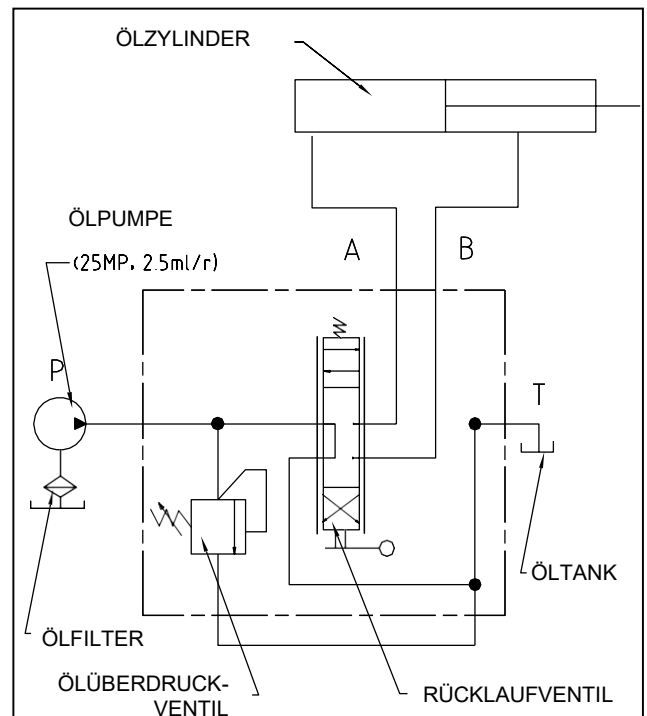 ÖLZYLINDER
ÖLPUMPE
(25MP, 2.5ml/r)
A
B
P
T
ÖLTANK
ÖLFILTER
ÖLÜBERDRUCK-
VENTIL
RÜCKLAUFVENTIL